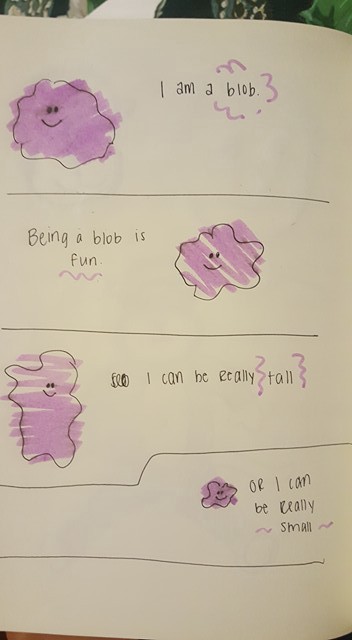 I am a blob.
Being a blob is
fun.
I can be really tall
OR I can
be Really
~ small ~